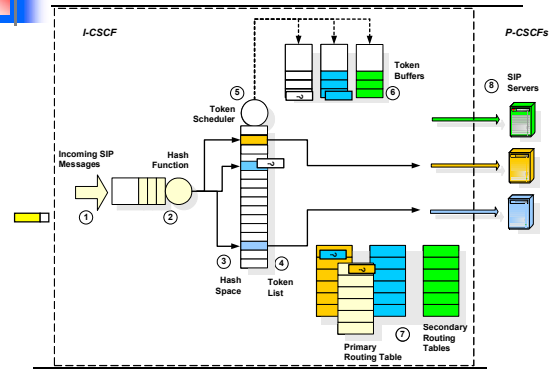 I-CSCF
P-CSCFs
Token
Buffers
5
6
8
SIP
Servers
Token
Scheduler
Incoming SIP
Messages
Hash
Function
?
1
2
3
4
Hash
Space
Token
List
?
?
7
Primary
Routing Table
Secondary
Routing
Tables